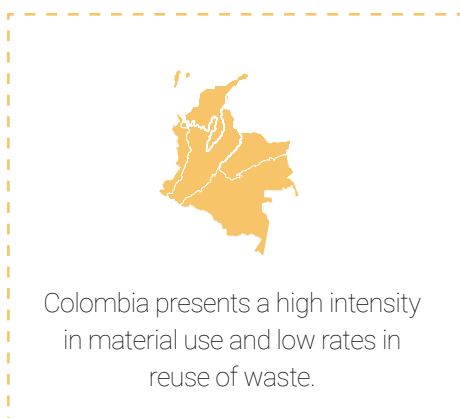 Colombia presents a high intensity
in material use and low rates in
reuse of waste.